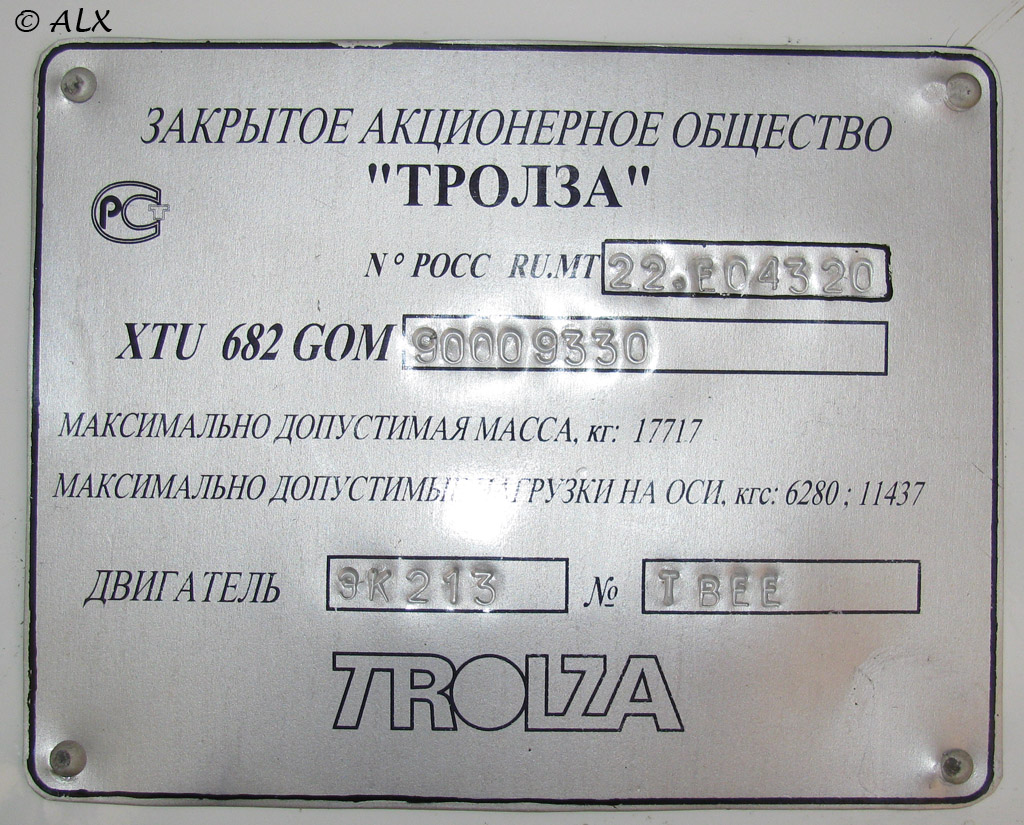 © ALX
ЗАКРЫТОЕ АКЦИОНЕРНОЕ ОБЩЕСТВО
"ТРОЛЗА"
РСТ
N° РОСС RU.МТ 22.Е04320
XTU 682 GOM 90009330
МАКСИМАЛЬНО ДОПУСТИМАЯ МАССА, кг: 17717
МАКСИМАЛЬНО ДОПУСТИМЫЕ НАГРУЗКИ НА ОСИ, кгс: 6280 ; 11437
ДВИГАТЕЛЬ ЭК213 № ТВЕЕ
TROLZA